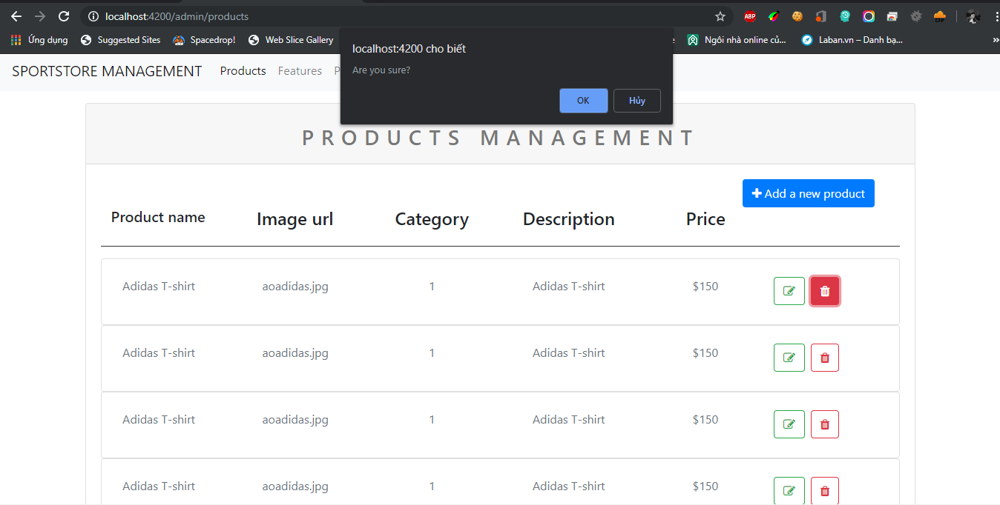 localhost:4200/admin/products
ABP
Ứng dụng Suggested Sites Spacedrop! Web Slice Gallery Ngôi nhà online củ... Laban.vn – Danh bạ... »
localhost:4200 cho biết
Are you sure?
OK Hủy
SPORTSTORE MANAGEMENT Products Features P
PRODUCTS MANAGEMENT
Add a new product
Product name Image url Category Description Price
Adidas T-shirt aoadidas.jpg 1 Adidas T-shirt $150
Adidas T-shirt aoadidas.jpg 1 Adidas T-shirt $150
Adidas T-shirt aoadidas.jpg 1 Adidas T-shirt $150
Adidas T-shirt aoadidas.jpg 1 Adidas T-shirt $150